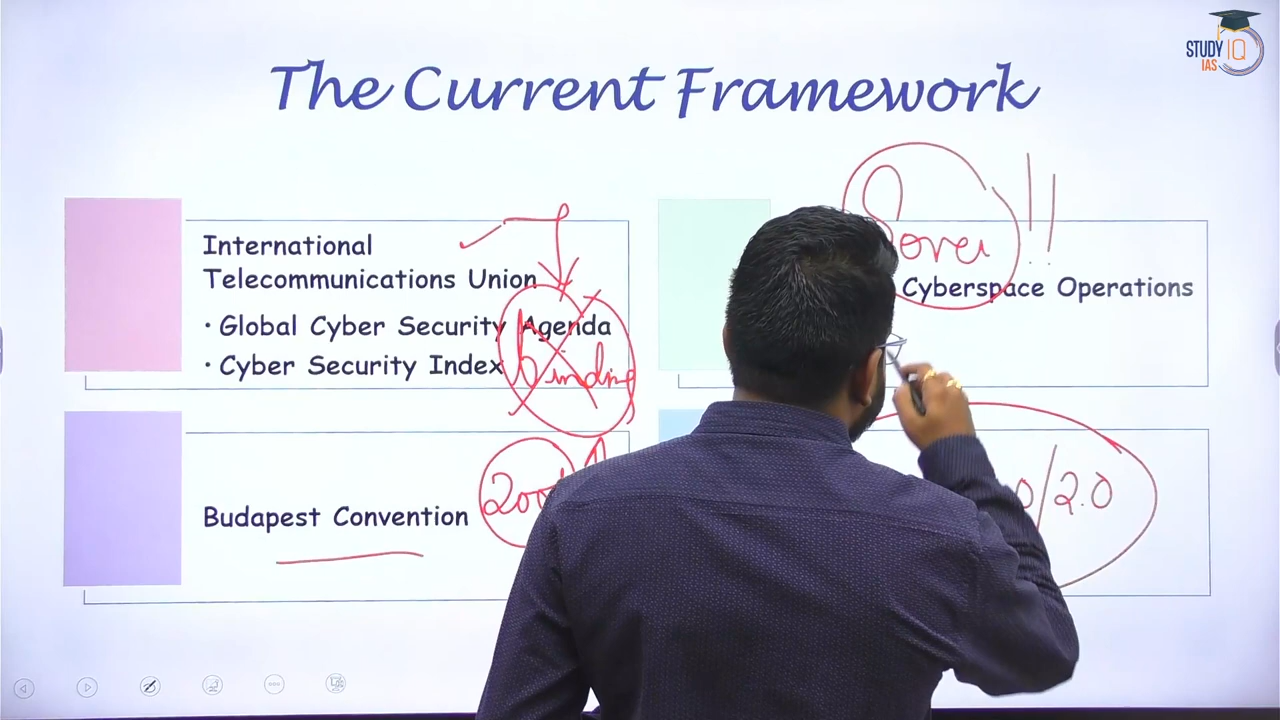 The Current Framework
STUDY IQ
IAS
International
Telecommunications Union
• Global Cyber Security Agenda
• Cyber Security Index
binding
Budapest Convention
Sover !!
Cyberspace Operations
/2.0